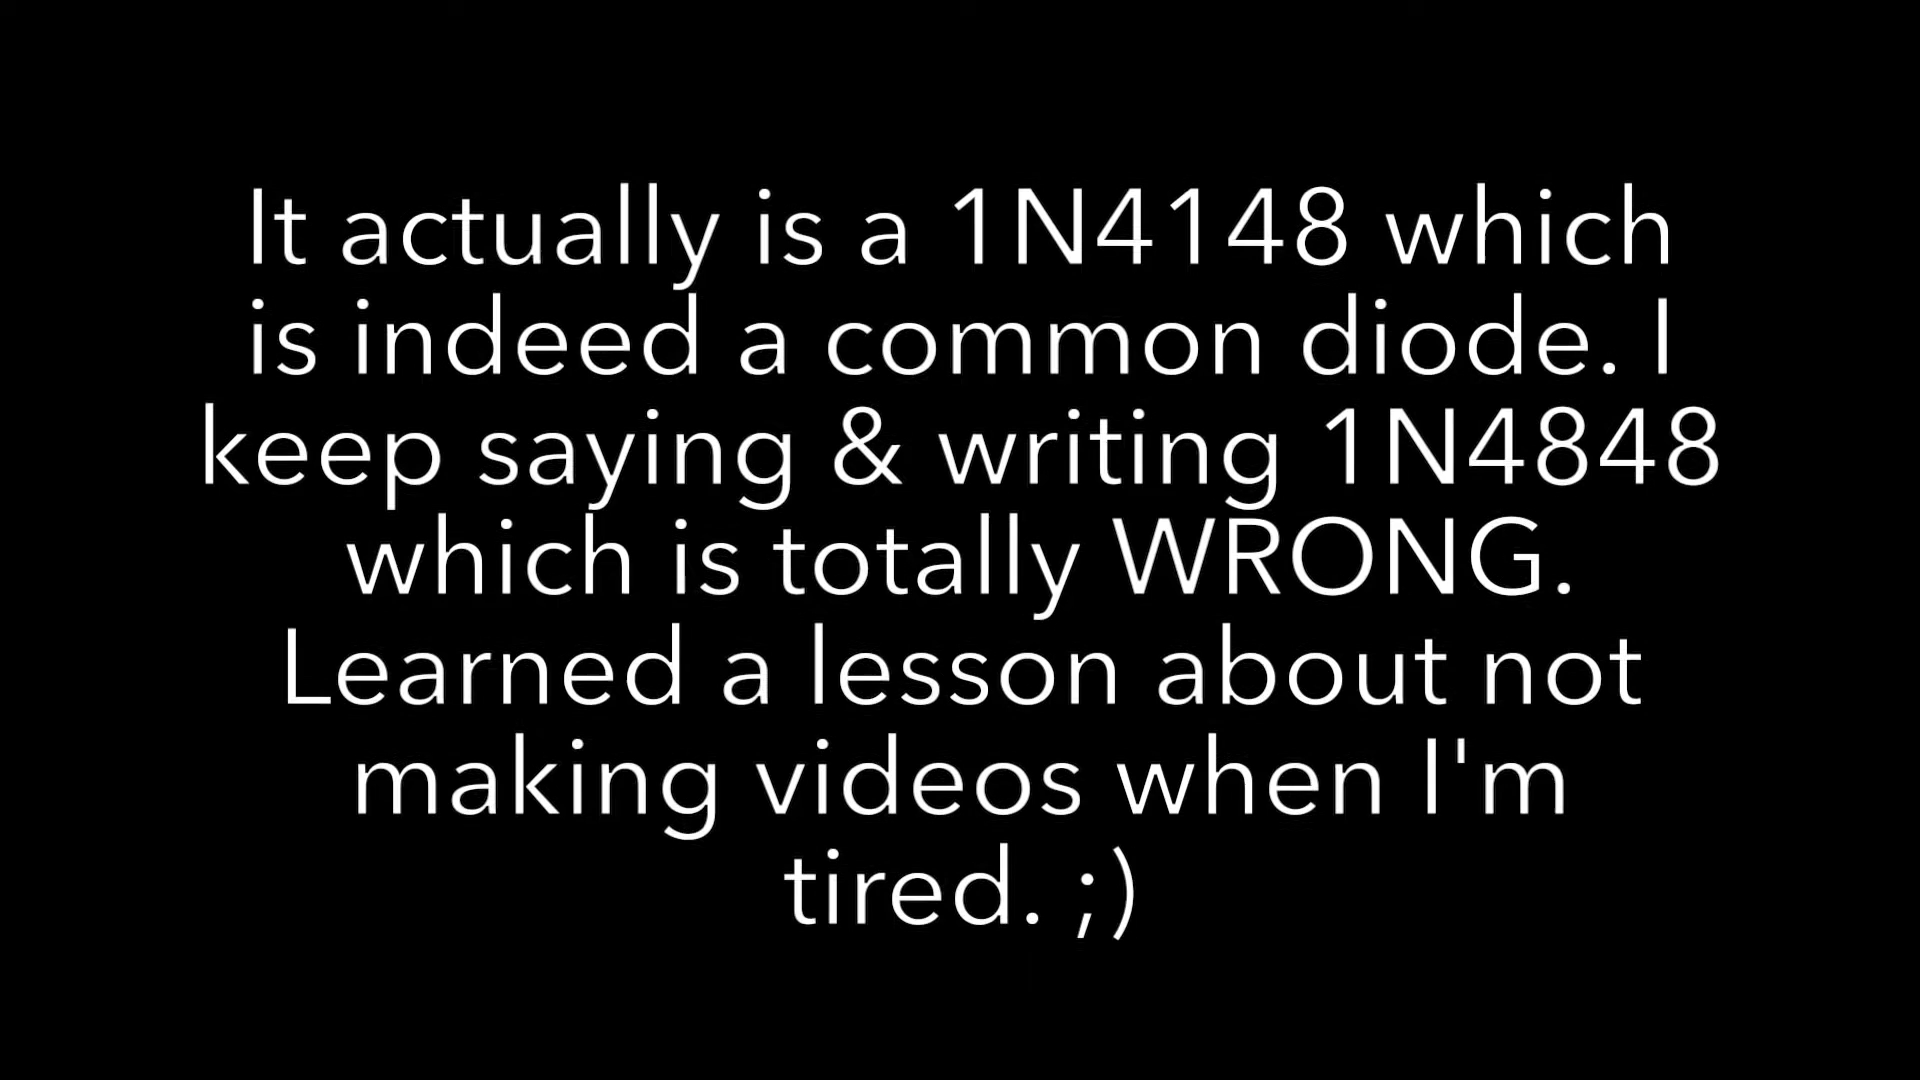 It actually is a 1N4148 which
is indeed a common diode. I
keep saying & writing 1N4848
which is totally WRONG.
Learned a lesson about not
making videos when I'm
tired. ;)